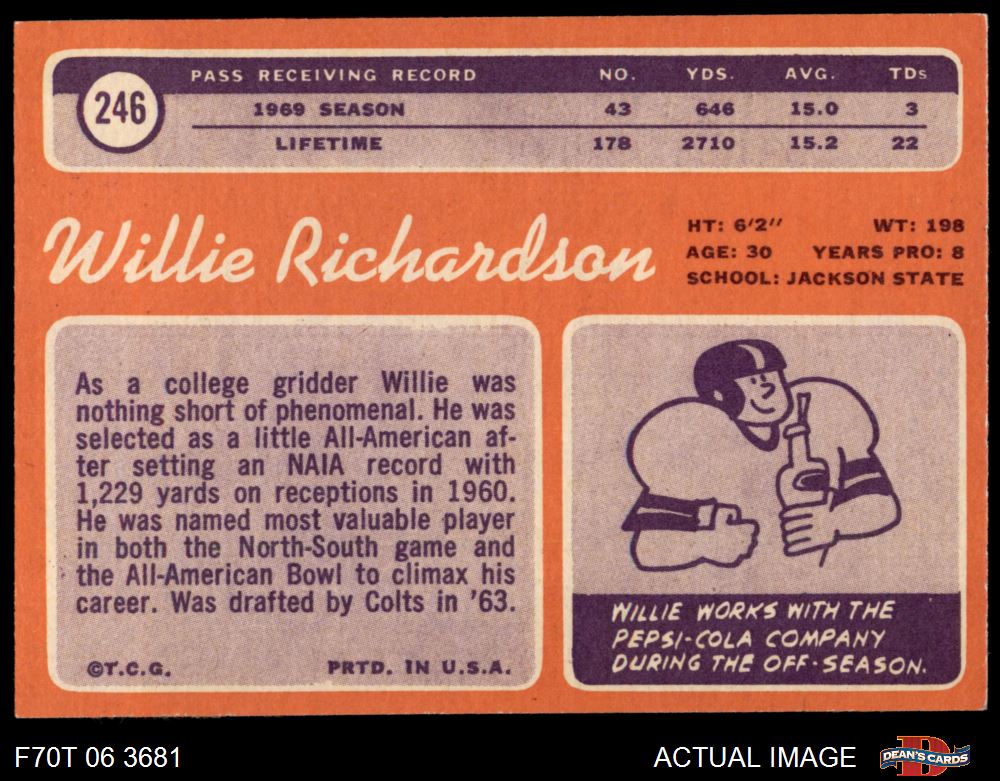 246
PASS RECEIVING RECORD NO. YDS. AVG. TDs
1969 SEASON 43 646 15.0 3
LIFETIME 178 2710 15.2 22
Willie Richardson
HT: 6'2" WT: 198
AGE: 30 YEARS PRO: 8
SCHOOL: JACKSON STATE
As a college gridder Willie was
nothing short of phenomenal. He was
selected as a little All-American af-
ter setting an NAIA record with
1,229 yards on receptions in 1960.
He was named most valuable player
in both the North-South game and
the All-American Bowl to climax his
career. Was drafted by Colts in '63.
©T.C.G. PRTD. IN U.S.A.
WILLIE WORKS WITH THE
PEPSI-COLA COMPANY
DURING THE OFF-SEASON.
F70T 06 3681 ACTUAL IMAGE
DEAN'S CARDS